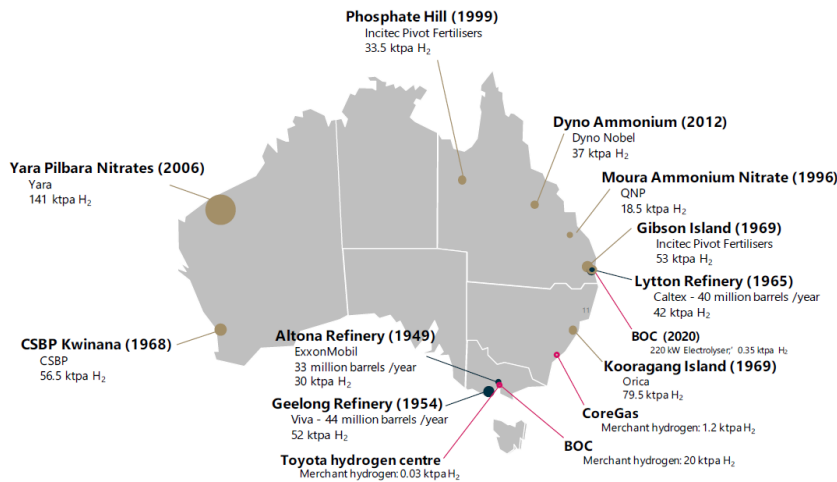 Phosphate Hill (1999)
Incitec Pivot Fertilisers
33.5 ktpa H₂
Dyno Ammonium (2012)
Dyno Nobel
37 ktpa H₂
Yara Pilbara Nitrates (2006)
Yara
141 ktpa H₂
Moura Ammonium Nitrate (1996)
QNP
18.5 ktpa H₂
Gibson Island (1969)
Incitec Pivot Fertilisers
53 ktpa H₂
Lytton Refinery (1965)
Caltex - 40 million barrels /year
42 ktpa H₂
11
BOC (2020)
220 kW Electrolyser;' 0.35 ktpa H₂
CSBP Kwinana (1968)
CSBP
56.5 ktpa H₂
Altona Refinery (1949)
ExxonMobil
33 million barrels /year
30 ktpa H₂
Kooragang Island (1969)
Orica
79.5 ktpa H₂
Geelong Refinery (1954)
Viva - 44 million barrels /year
52 ktpa H₂
CoreGas
Merchant hydrogen: 1.2 ktpa H₂
BOC
Merchant hydrogen: 20 ktpa H₂
Toyota hydrogen centre
Merchant hydrogen: 0.03 ktpa H₂